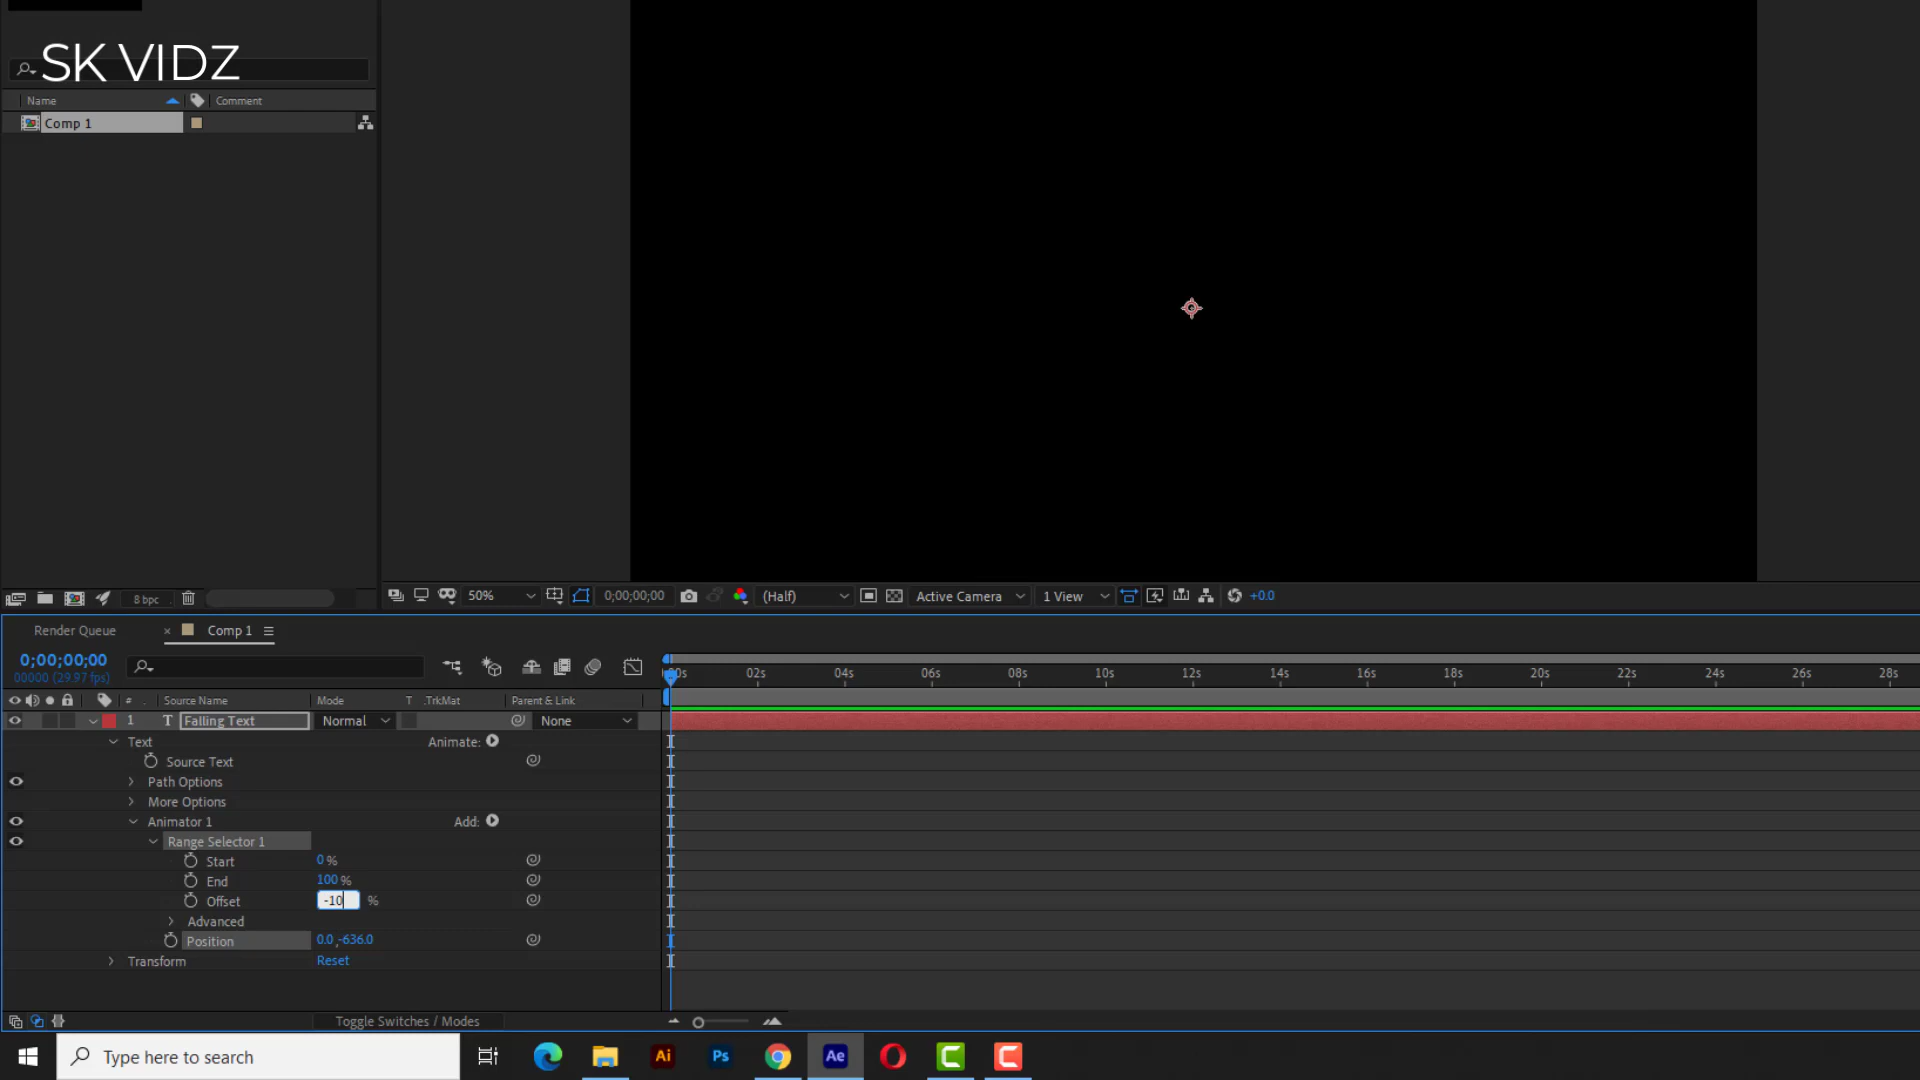 SK VIDZ
Name Comment
Comp 1
8 bpc
50% 0;00;00;00 (Half) Active Camera 1 View +0.0
Render Queue × Comp 1
0;00;00;00
00000 (29.97 fps)
:00s 02s 04s 06s 08s 10s 12s 14s 16s 18s 20s 22s 24s 26s 28s
# Source Name Mode T .TrkMat Parent & Link
1 T Falling Text Normal None
Text Animate:
Source Text
Path Options
More Options
Animator 1 Add:
Range Selector 1
Start 0 %
End 100 %
Offset -10 %
Advanced
Position 0.0,-636.0
Transform Reset
Toggle Switches / Modes
Type here to search Ai Ps Ae